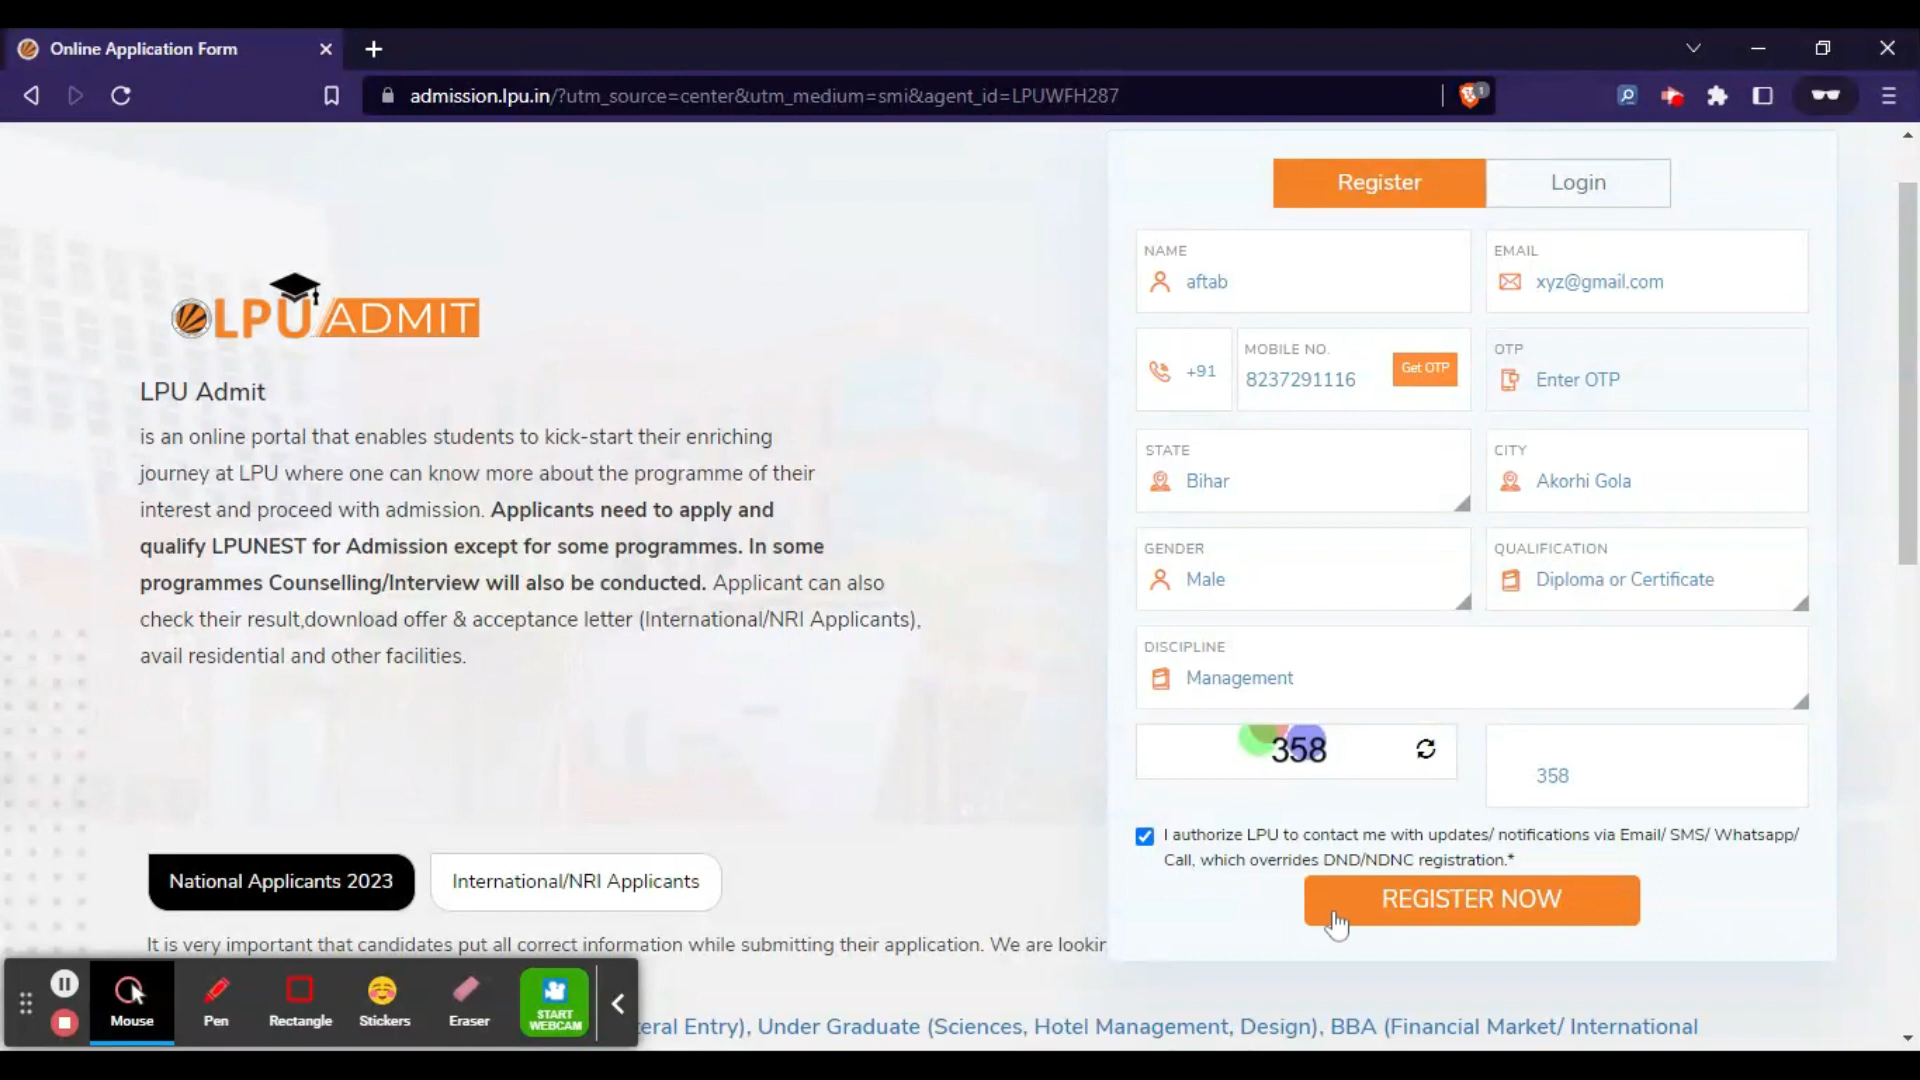 Online Application Form
admission.lpu.in/?utm_source=center&utm_medium=smi&agent_id=LPUWFH287
1
LPU ADMIT
LPU Admit
is an online portal that enables students to kick-start their enriching
journey at LPU where one can know more about the programme of their
interest and proceed with admission. Applicants need to apply and
qualify LPUNEST for Admission except for some programmes. In some
programmes Counselling/Interview will also be conducted. Applicant can also
check their result,download offer & acceptance letter (International/NRI Applicants),
avail residential and other facilities.
National Applicants 2023
International/NRI Applicants
It is very important that candidates put all correct information while submitting their application. We are lookin
Register
Login
NAME
aftab
EMAIL
xyz@gmail.com
+91
MOBILE NO.
8237291116
Get OTP
OTP
Enter OTP
STATE
Bihar
CITY
Akorhi Gola
GENDER
Male
QUALIFICATION
Diploma or Certificate
DISCIPLINE
Management
358
358
I authorize LPU to contact me with updates/ notifications via Email/ SMS/ Whatsapp/
Call, which overrides DND/NDNC registration.*
REGISTER NOW
Mouse
Pen
Rectangle
Stickers
Eraser
START
WEBCAM
teral Entry), Under Graduate (Sciences, Hotel Management, Design), BBA (Financial Market/ International